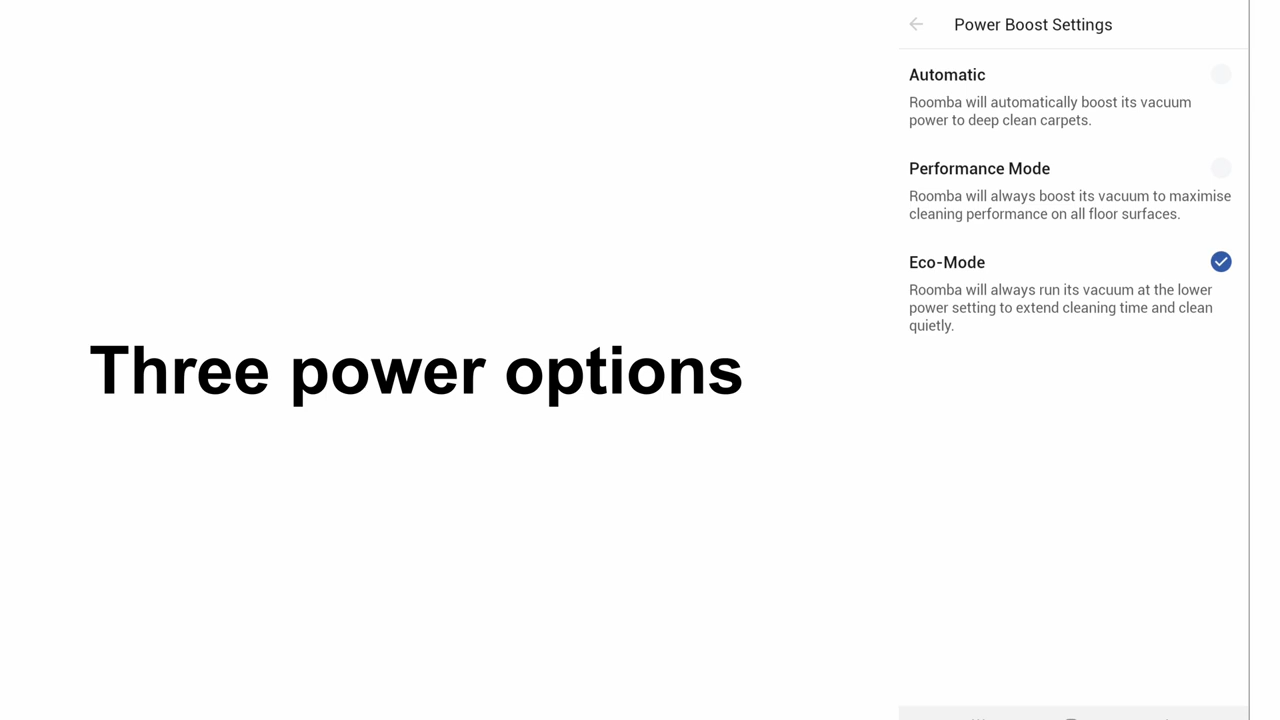 Power Boost Settings
Automatic
Roomba will automatically boost its vacuum
power to deep clean carpets.
Performance Mode
Roomba will always boost its vacuum to maximise
cleaning performance on all floor surfaces.
Eco-Mode
Roomba will always run its vacuum at the lower
power setting to extend cleaning time and clean
quietly.
Three power options